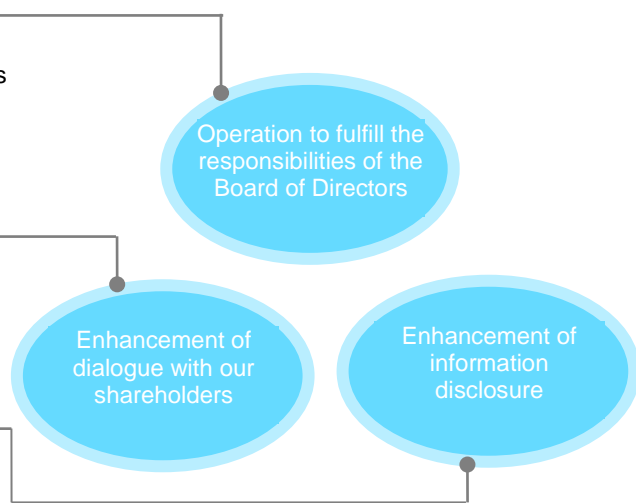 s
Operation to fulfill the
responsibilities of the
Board of Directors
Enhancement of
dialogue with our
shareholders
Enhancement of
information
disclosure